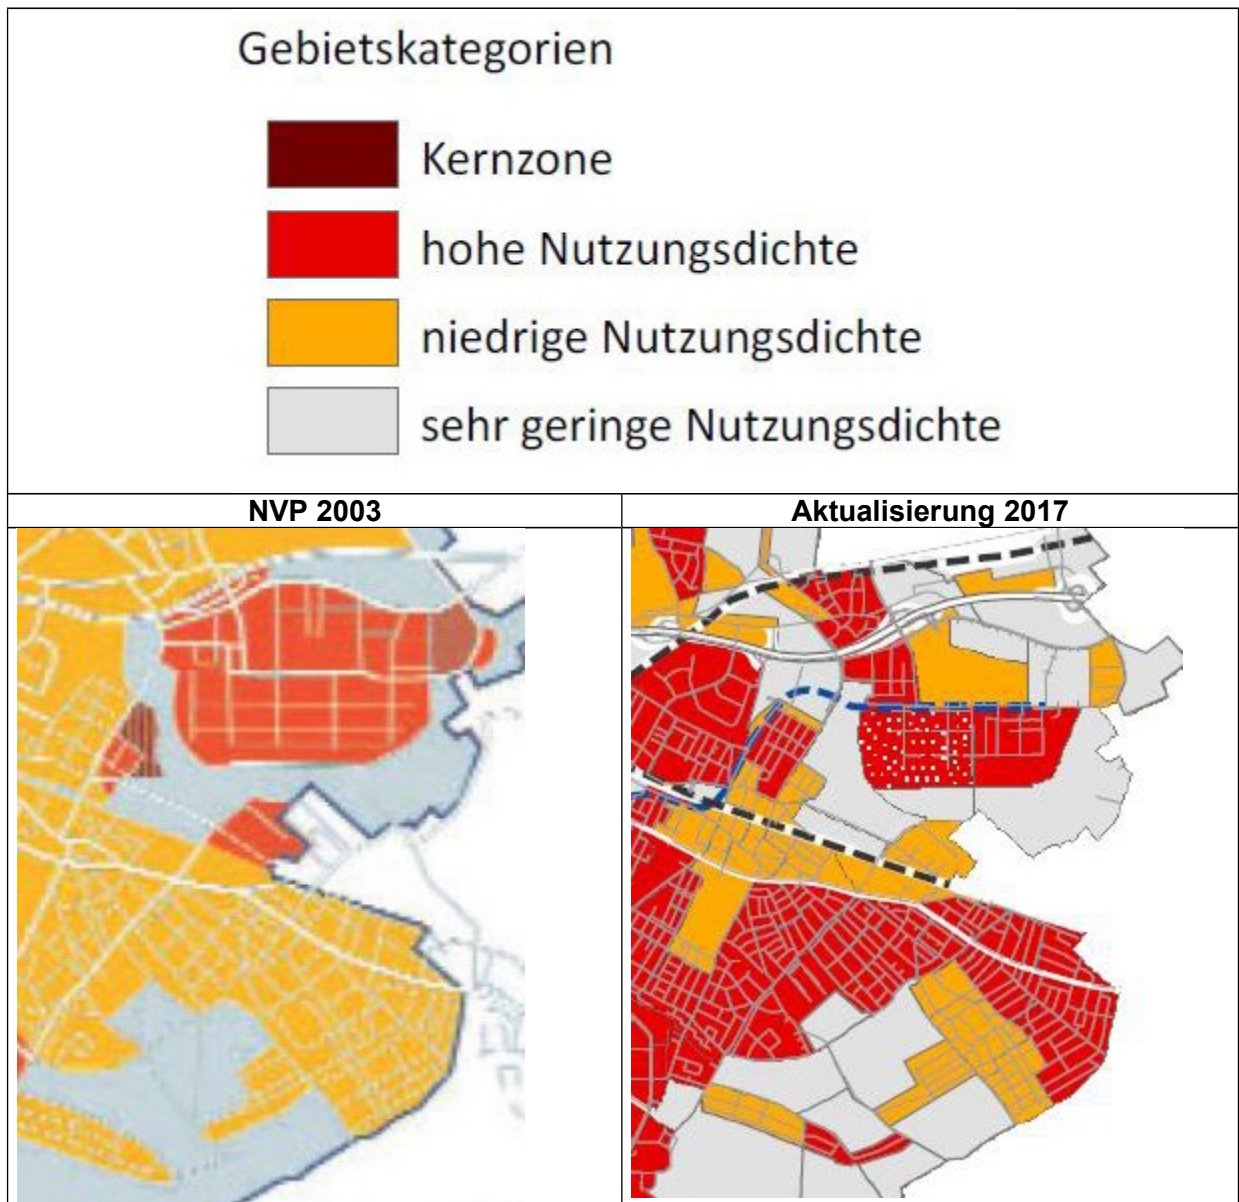 Gebietskategorien
Kernzone
hohe Nutzungsdichte
niedrige Nutzungsdichte
sehr geringe Nutzungsdichte
NVP 2003
Aktualisierung 2017